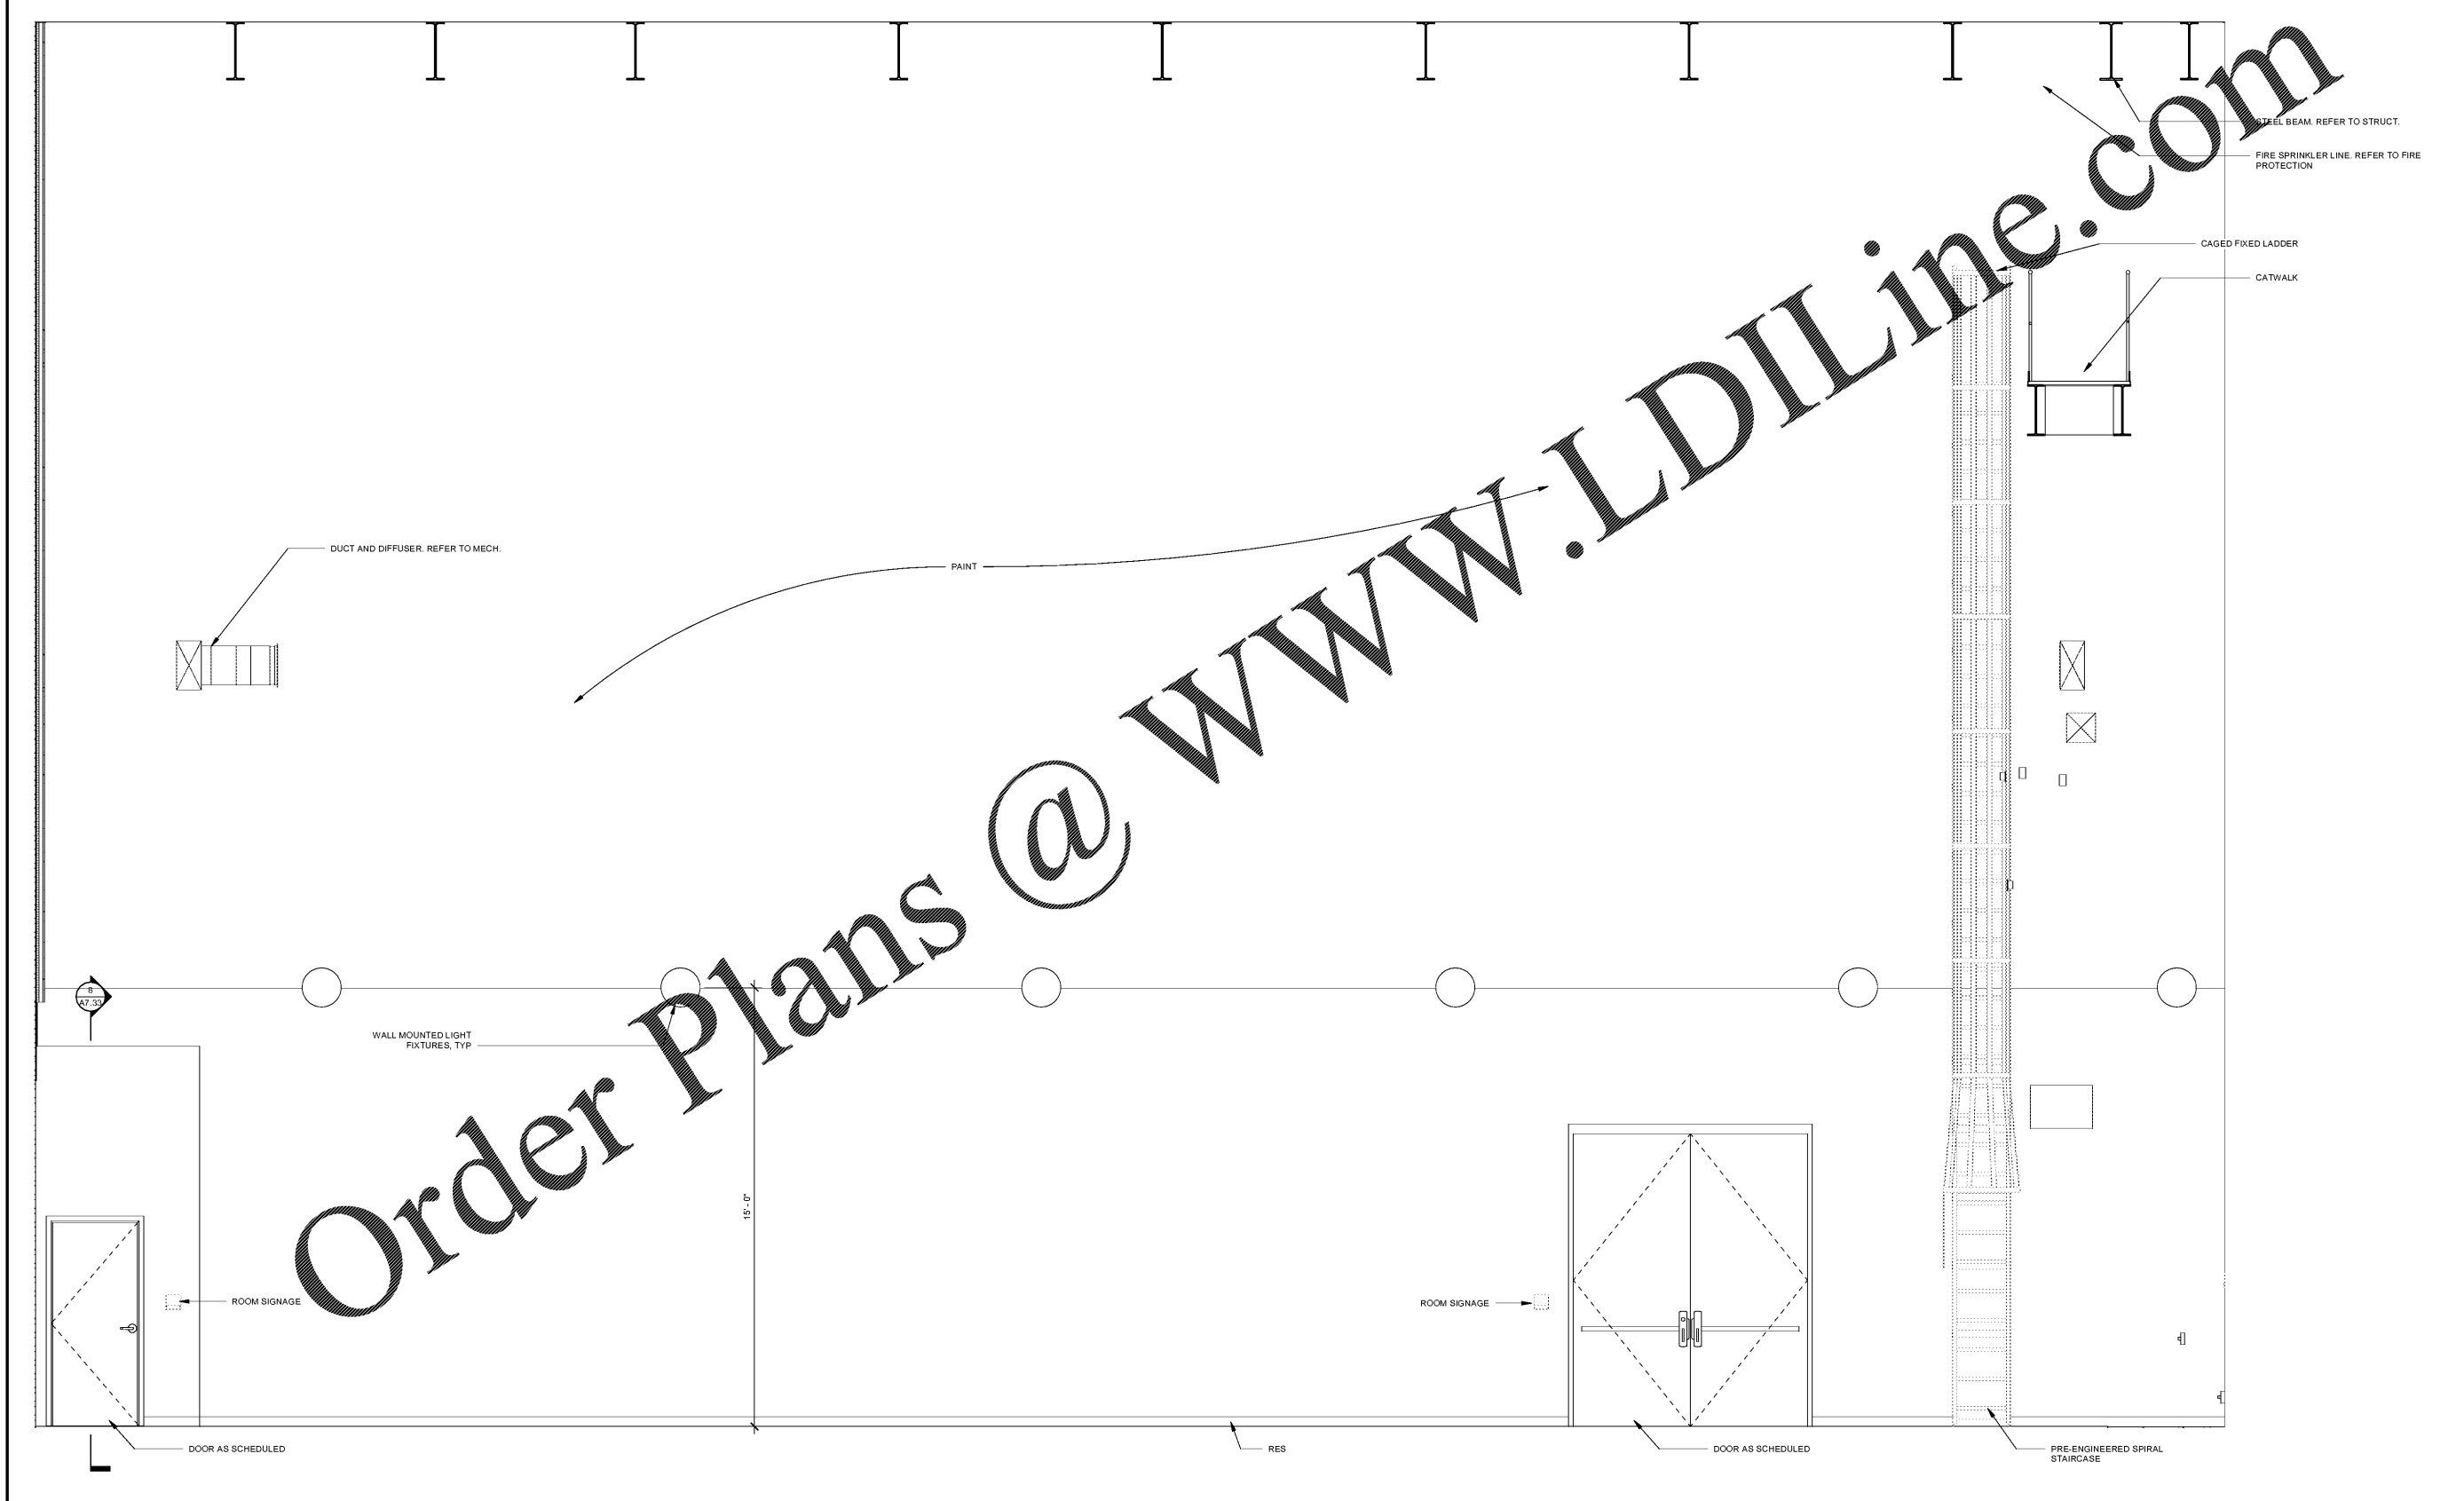 STEEL BEAM. REFER TO STRUCT.
FIRE SPRINKLER LINE. REFER TO FIRE
PROTECTION
CAGED FIXED LADDER
CATWALK
DUCT AND DIFFUSER. REFER TO MECH.
PAINT
Order Plans @ WWW.LDILine.com
8
A7.33
WALL MOUNTED LIGHT
FIXTURES, TYP
15' - 0"
ROOM SIGNAGE
ROOM SIGNAGE
DOOR AS SCHEDULED
RES
DOOR AS SCHEDULED
PRE-ENGINEERED SPIRAL
STAIRCASE